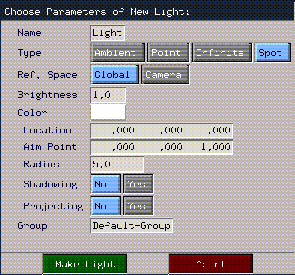 Choose Parameters of New Light:
Name Light
Type Ambient Point Infinite Spot
Ref. Space Global Camera
Brightness 1.0
Color
Location .000 .000 .000
Aim Point .000 .000 1.000
Radius 5.0
Shadowing No Yes
Projecting No Yes
Group Default-Group
Make Light